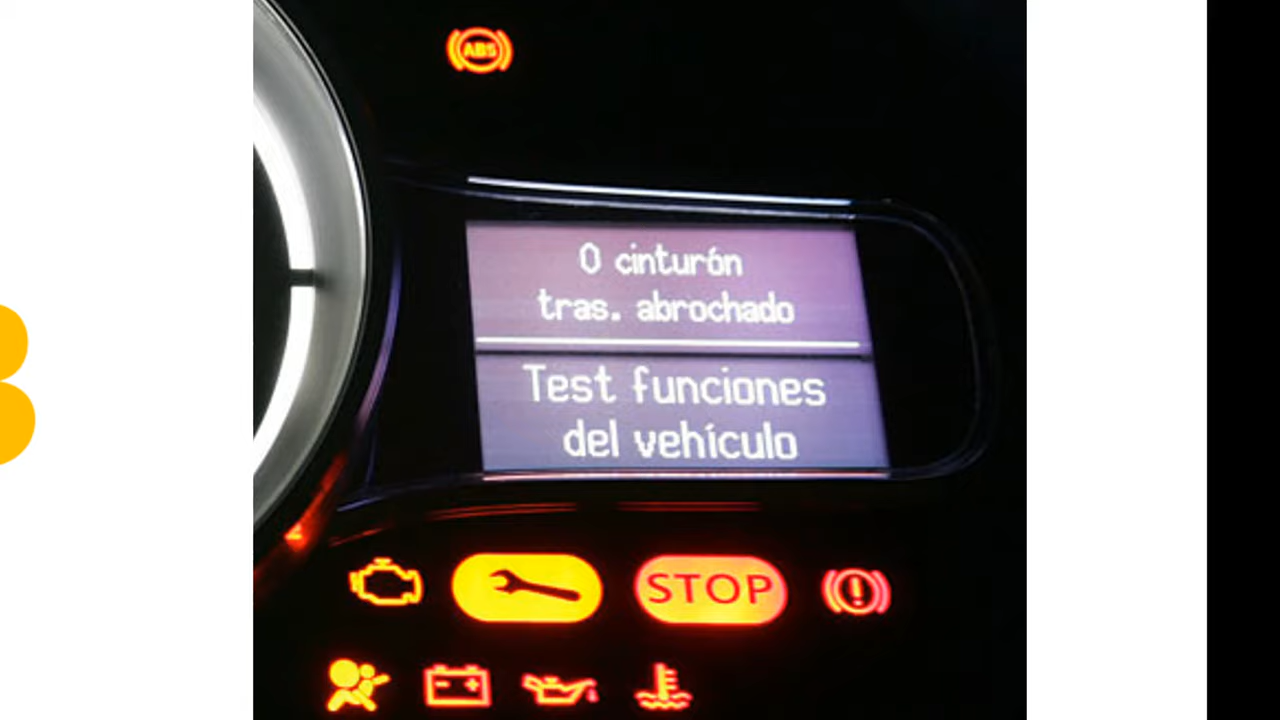 ABS
0 cinturón
tras. abrochado
Test funciones
del vehículo
STOP